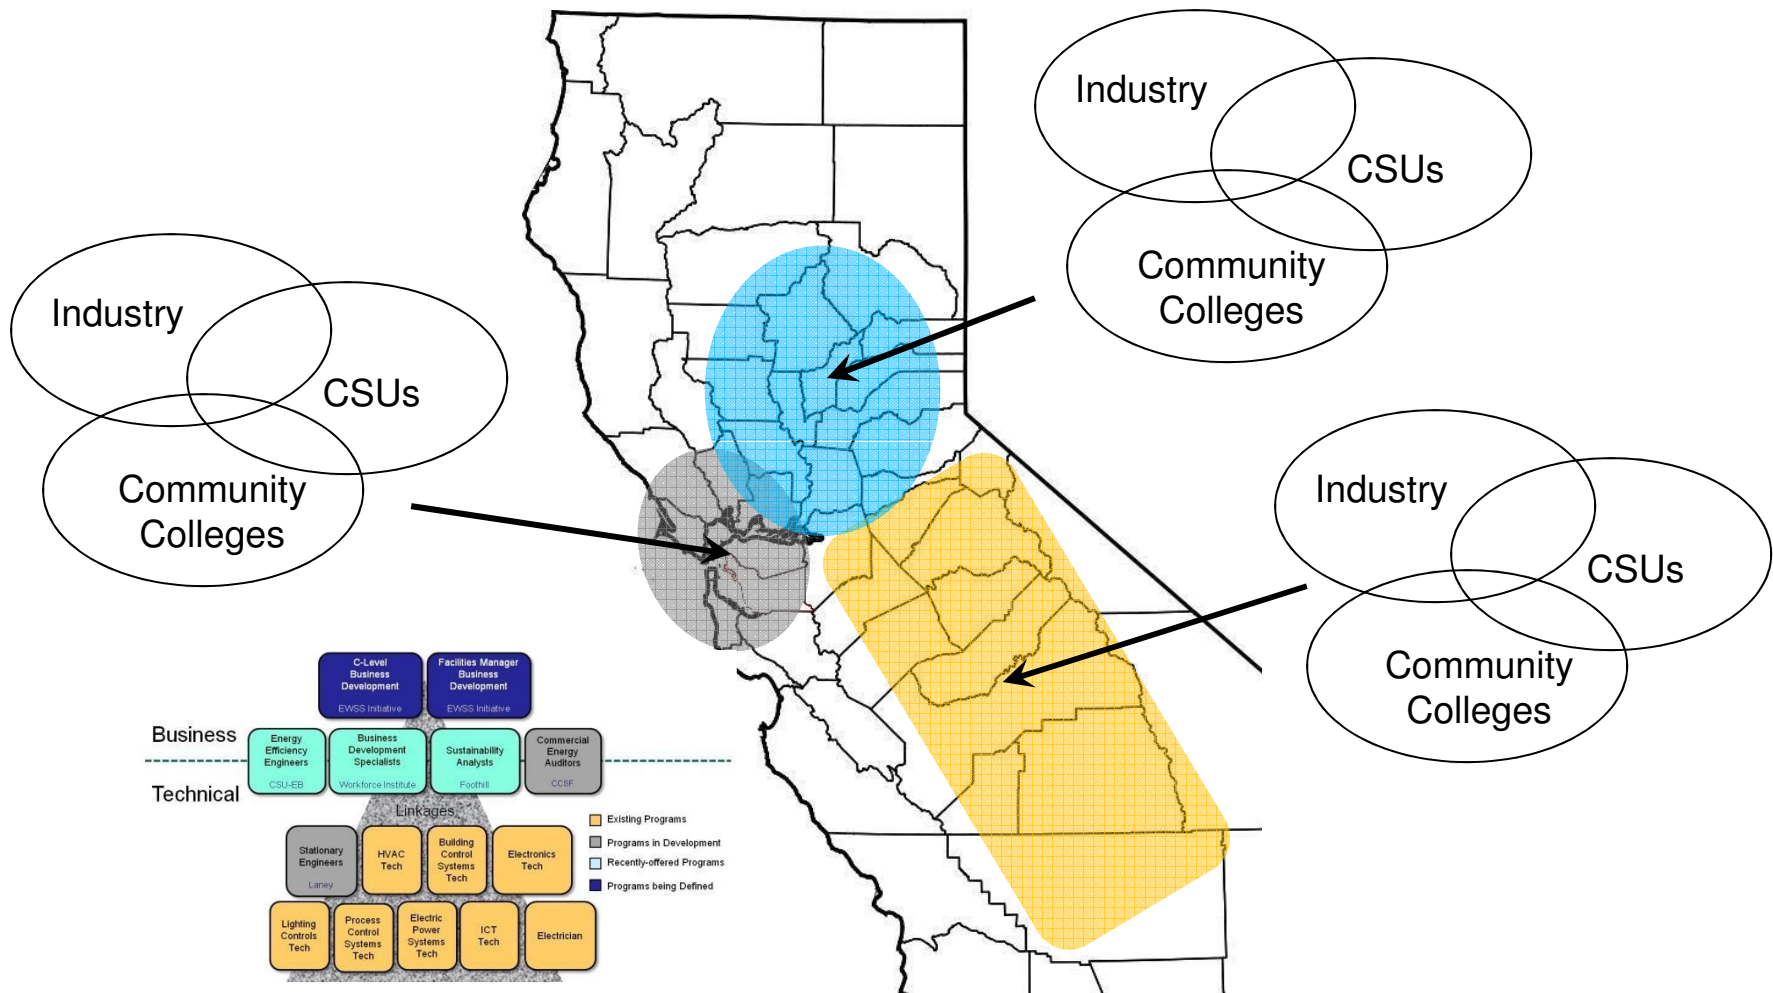 Industry
CSUs
Community
Colleges
Industry
CSUs
Community
Colleges
Industry
CSUs
Community
Colleges
C-Level
Business
Development
EWSS Initiative
Facilities Manager
Business
Development
EWSS Initiative
Business
Technical
Energy
Efficiency
Engineers
CSU-EB
Business
Development
Specialists
Workforce Institute
Sustainability
Analysts
Foothill
Commercial
Energy
Auditors
CCSF
Linkages
Stationary
Engineers
Laney
HVAC
Tech
Building
Control
Systems
Tech
Electronics
Tech
Lighting
Controls
Tech
Process
Control
Systems
Tech
Electric
Power
Systems
Tech
ICT
Tech
Electrician
Existing Programs
Programs in Development
Recently-offered Programs
Programs being Defined